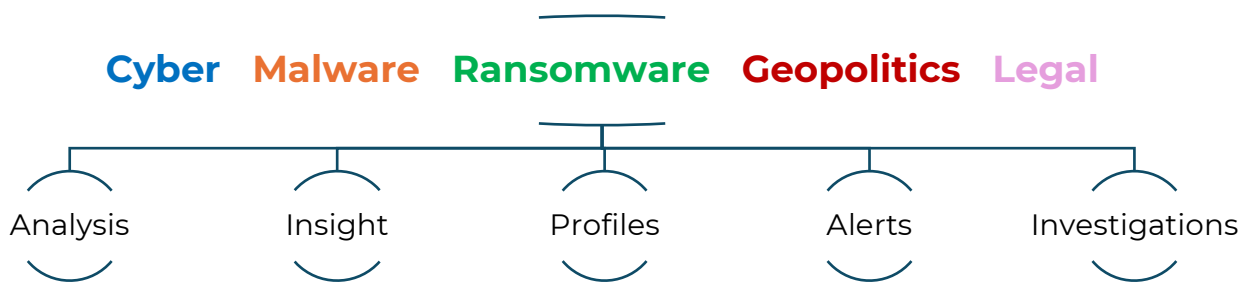 Cyber Malware Ransomware Geopolitics Legal
Analysis Insight Profiles Alerts Investigations